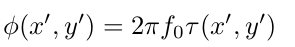 ϕ(x′, y′) = 2πf₀τ(x′, y′)